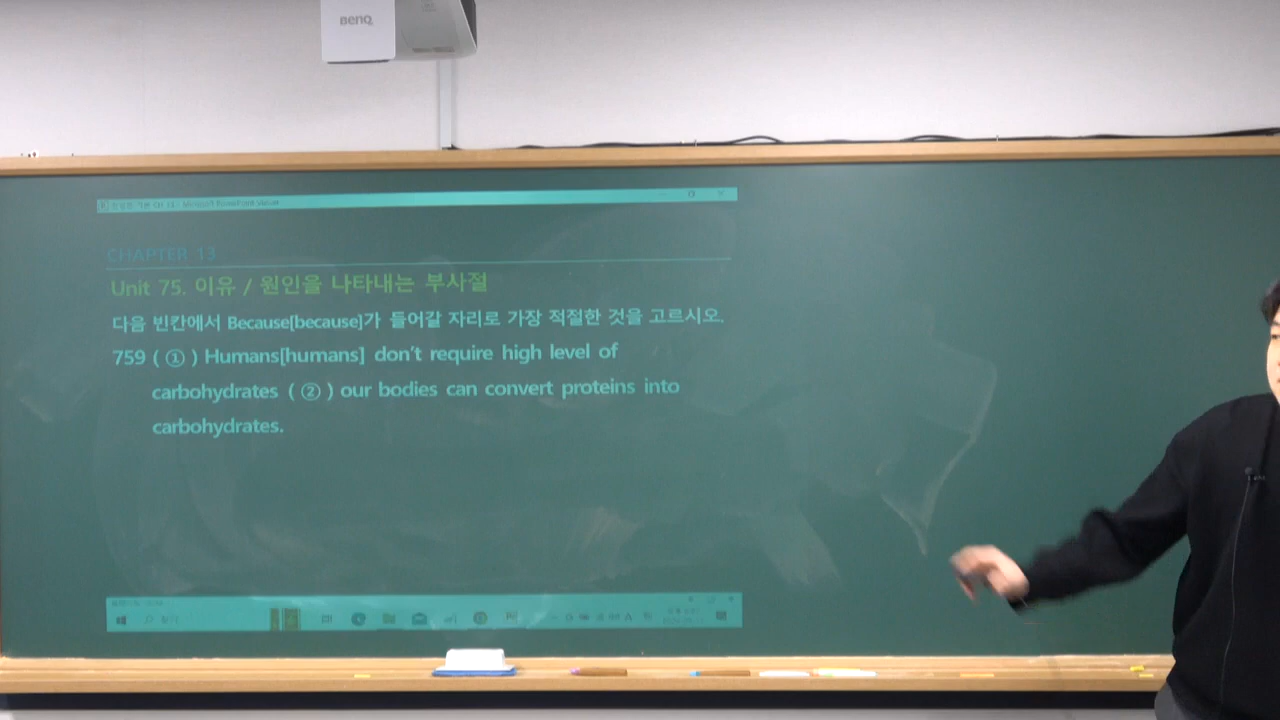 BenQ
CHAPTER 13
Unit 75. 이유 / 원인을 나타내는 부사절
다음 빈칸에서 Because[because]가 들어갈 자리로 가장 적절한 것을 고르시오.
759 ( ① ) Humans[humans] don't require high level of
carbohydrates ( ② ) our bodies can convert proteins into
carbohydrates.